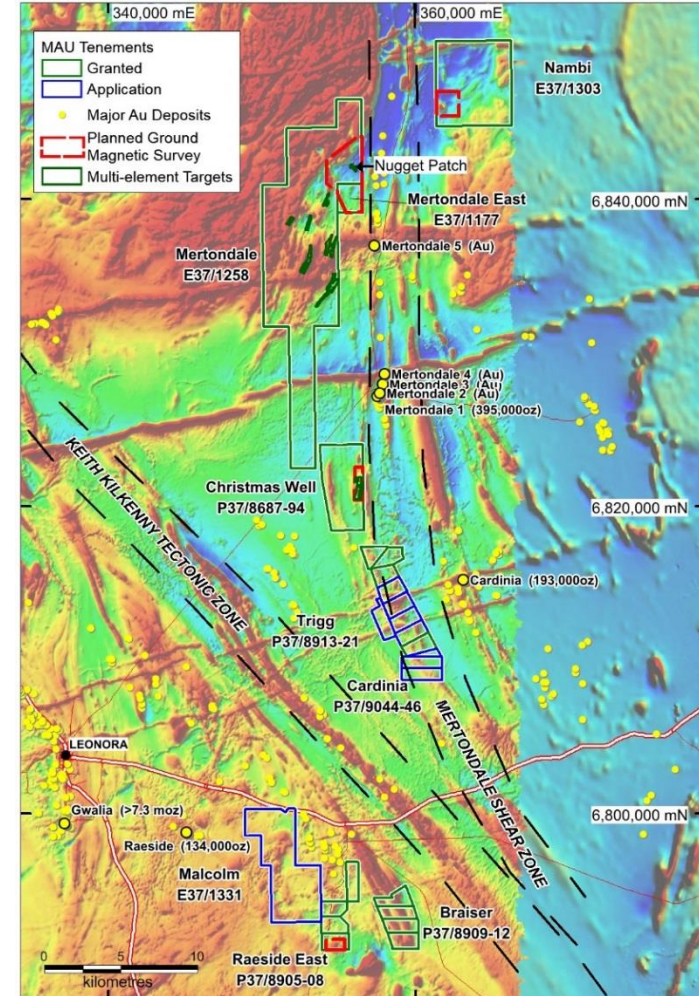 340,000 mE
360,000 mE
MAU Tenements
Granted
Application
Major Au Deposits
Planned Ground
Magnetic Survey
Multi-element Targets
Nambi
E37/1303
Nugget Patch
Mertondale East
E37/1177
6,840,000 mN
Mertondale
E37/1258
Mertondale 5 (Au)
Mertondale 4 (Au)
Mertondale 3 (Au)
Mertondale 2 (Au)
Mertondale 1 (395,000oz)
KEITH KILKENNY TECTONIC ZONE
Christmas Well
P37/8687-94
6,820,000 mN
Cardinia (193,000oz)
Trigg
P37/8913-21
Cardinia
P37/9044-46
MERTONDALE SHEAR ZONE
LEONORA
Gwalia (>7.3 moz)
Raeside (134,000oz)
6,800,000 mN
Malcolm
E37/1331
Braiser
P37/8909-12
Raeside East
P37/8905-08
0 5 10
kilometres